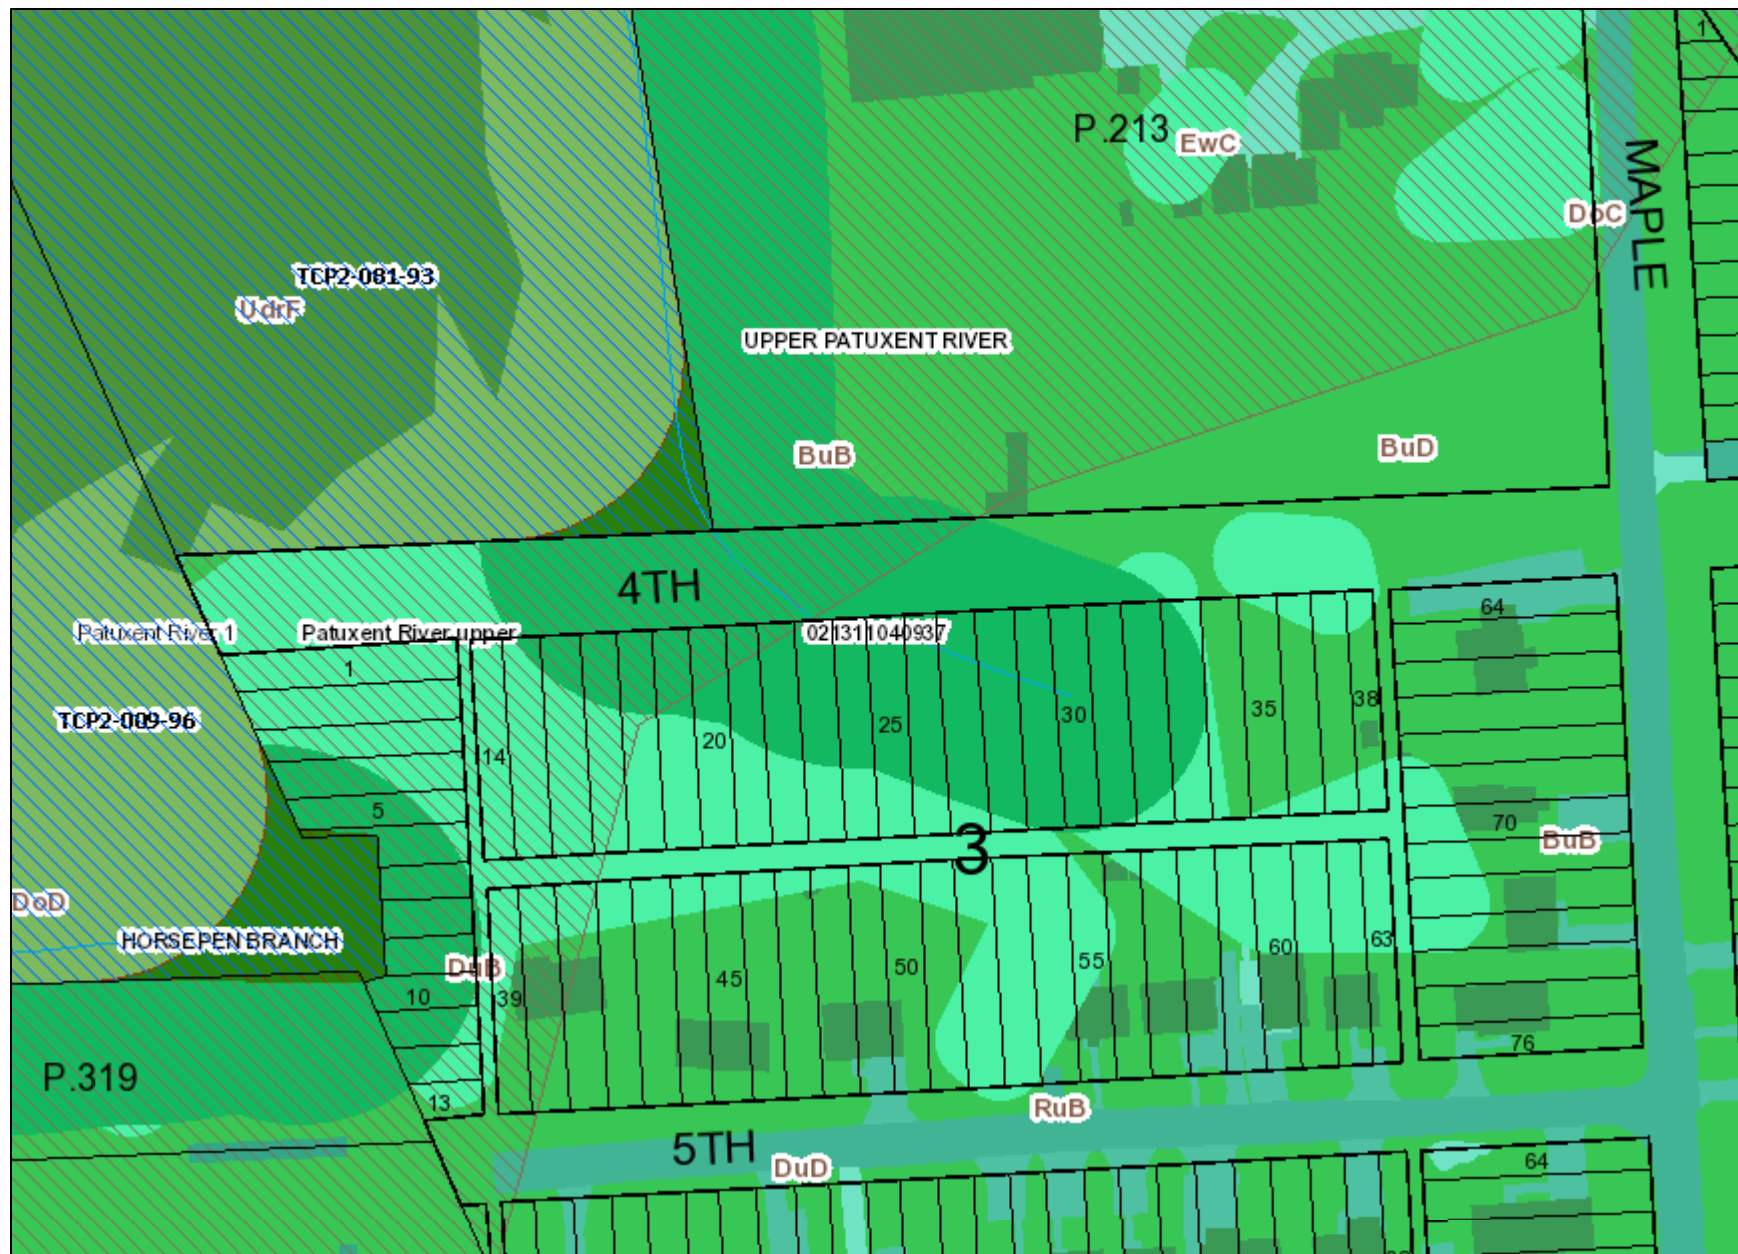 1
P.213
EwC
MAPLE
DoC
TCP2-081-93
UdrF
UPPER PATUXENT RIVER
BuB
BuD
4TH
64
Patuxent River 1
Patuxent River upper
021311040937
1
TCP2-009-96
14
20
25
30
35
38
5
3
70
BuB
DoD
HORSEPEN BRANCH
DuB
10
39
45
50
55
60
63
P.319
13
76
RuB
5TH
DuD
64